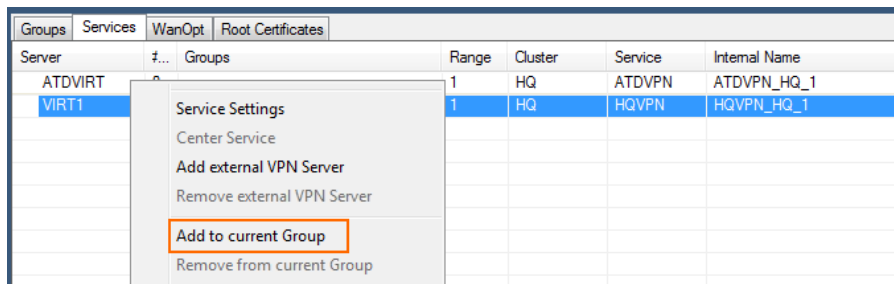 Groups Services WanOpt Root Certificates
Server #... Groups Range Cluster Service Internal Name
ATDVIRT 1 HQ ATDVPN ATDVPN_HQ_1
VIRT1 1 HQ HQVPN HQVPN_HQ_1
Service Settings
Center Service
Add external VPN Server
Remove external VPN Server
Add to current Group
Remove from current Group